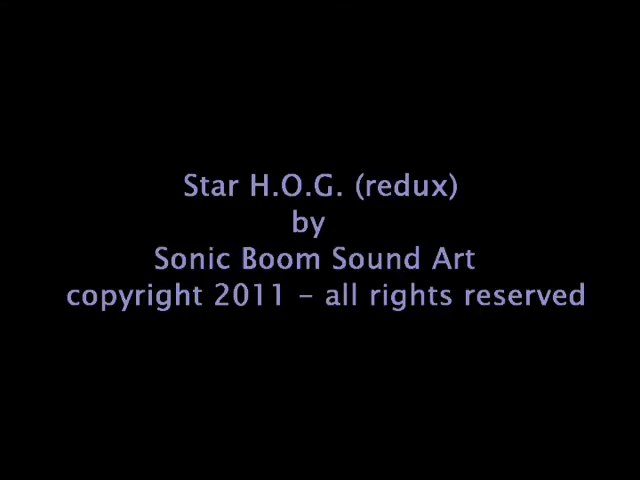 Star H.O.G. (redux)
by
Sonic Boom Sound Art
copyright 2011 - all rights reserved